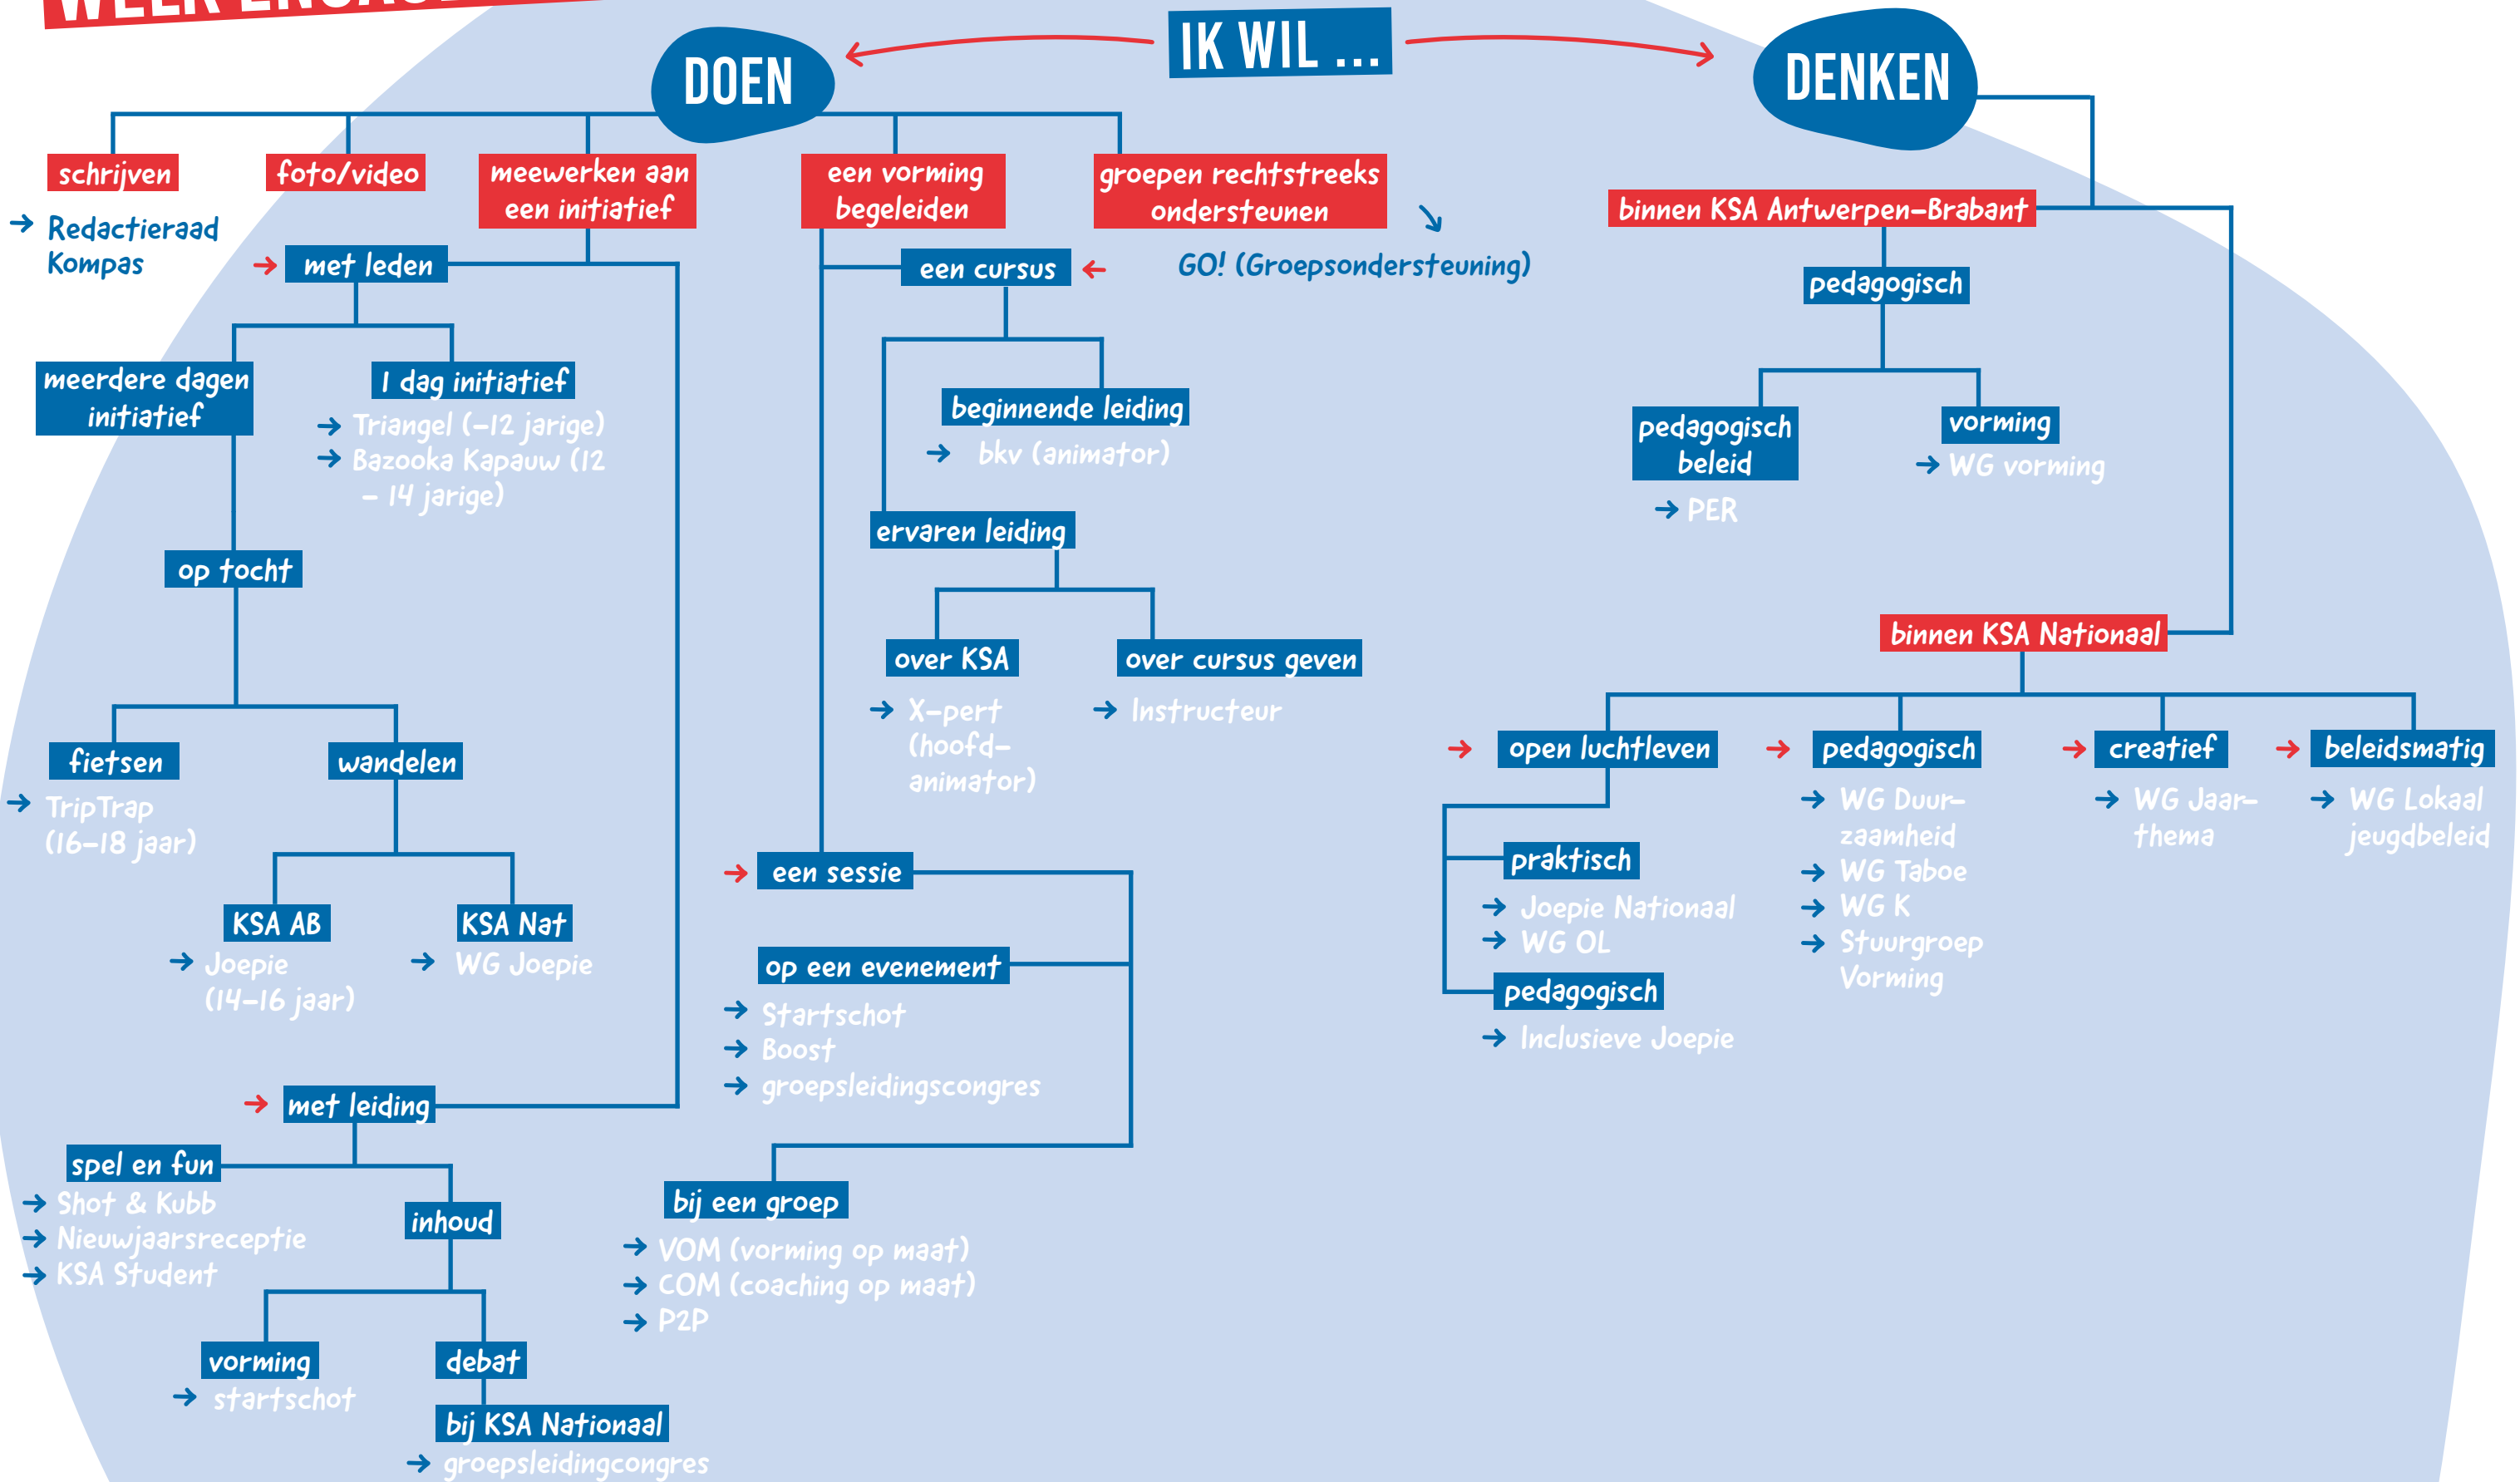 IK WIL ...
DOEN
DENKEN
schrijven
Redactieraad
Kompas
foto/video
meewerken aan
een initiatief
met leden
meerdere dagen
initiatief
1 dag initiatief
Triangel (-12 jarige)
Bazooka Kapauw (12
- 14 jarige)
op tocht
fietsen
TripTrap
(16-18 jaar)
wandelen
KSA AB
Joepie
(14-16 jaar)
KSA Nat
WG Joepie
met leiding
spel en fun
Shot & Kubb
Nieuwjaarsreceptie
KSA Student
inhoud
vorming
startschot
debat
bij KSA Nationaal
groepsleidingcongres
een vorming
begeleiden
een cursus
beginnende leiding
bkv (animator)
ervaren leiding
over KSA
X-pert
(hoofd-
animator)
over cursus geven
Instructeur
een sessie
op een evenement
Startschot
Boost
groepsleidingscongres
bij een groep
VOM (vorming op maat)
COM (coaching op maat)
P2P
groepen rechtstreeks
ondersteunen
GO! (Groepsondersteuning)
binnen KSA Antwerpen-Brabant
pedagogisch
pedagogisch
beleid
PER
vorming
WG vorming
binnen KSA Nationaal
open luchtleven
praktisch
Joepie Nationaal
WG OL
pedagogisch
Inclusieve Joepie
pedagogisch
WG Duur-
zaamheid
WG Taboe
WG K
Stuurgroep
Vorming
creatief
WG Jaar-
thema
beleidsmatig
WG Lokaal
jeugdbeleid